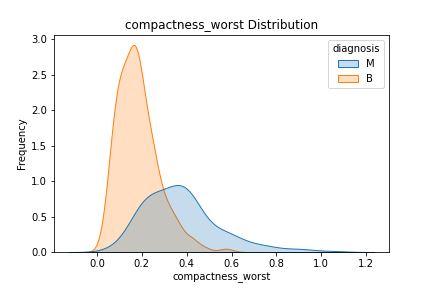 compactness_worst Distribution
3.0
2.5
2.0
1.5
1.0
0.5
0.0
Frequency
diagnosis
M
B
0.0 0.2 0.4 0.6 0.8 1.0 1.2
compactness_worst